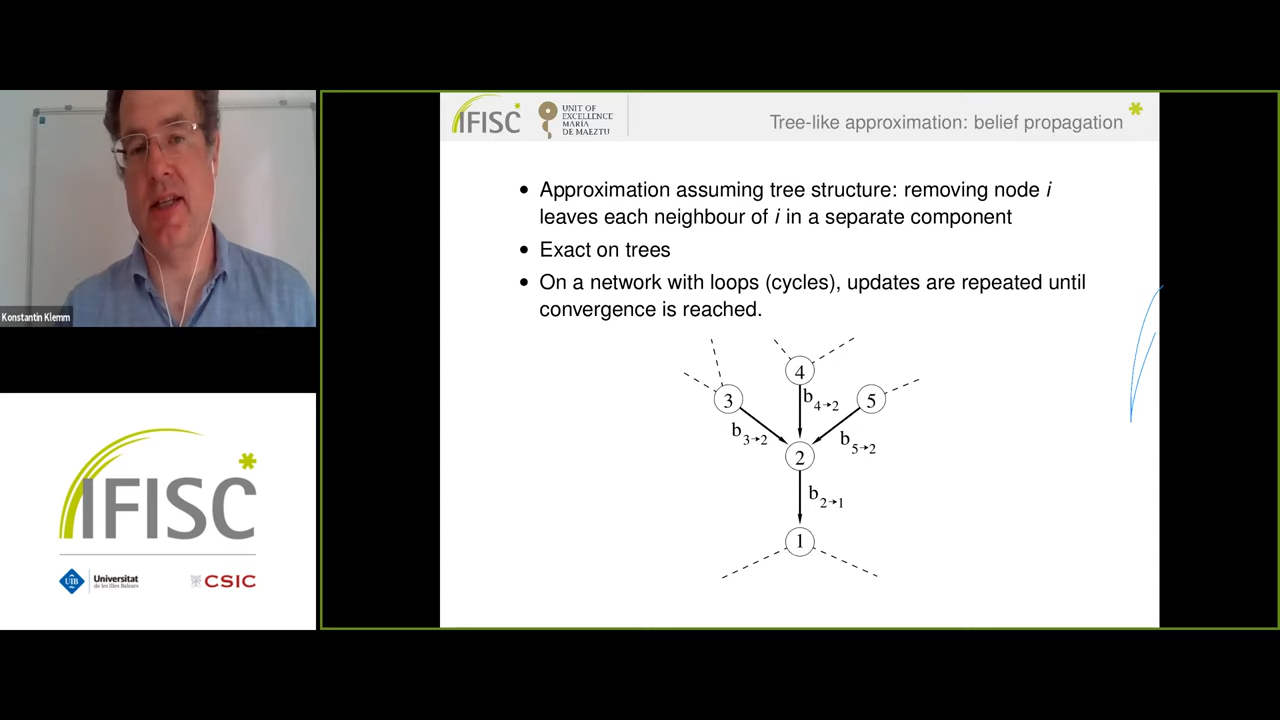 Konstantin Klemm
IFISC
UIB
Universitat
de les Illes Balears
CSIC
IFISC
UNIT OF
EXCELLENCE
MARÍA
DE MAEZTU
Tree-like approximation: belief propagation
• Approximation assuming tree structure: removing node i
leaves each neighbour of i in a separate component
• Exact on trees
• On a network with loops (cycles), updates are repeated until
convergence is reached.
4
3
5
b4→2
b3→2
b5→2
2
b2→1
1